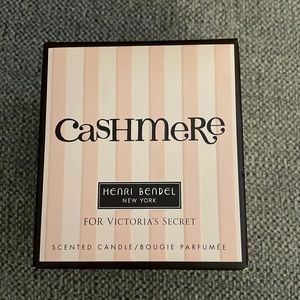 CaSHmeRe
HENRI BENDEL
NEW YORK
FOR VICTORIA'S SECRET
SCENTED CANDLE/BOUGIE PARFUMÉE